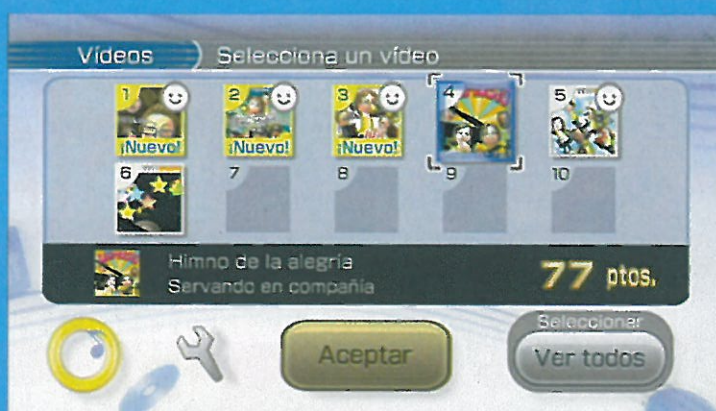 Vídeos
Selecciona un vídeo
1
2
3
4
5
¡Nuevo!
¡Nuevo!
¡Nuevo!
6
7
8
9
10
Himno de la alegría
Servando en compañía
77 ptos.
Aceptar
Seleccionar
Ver todos